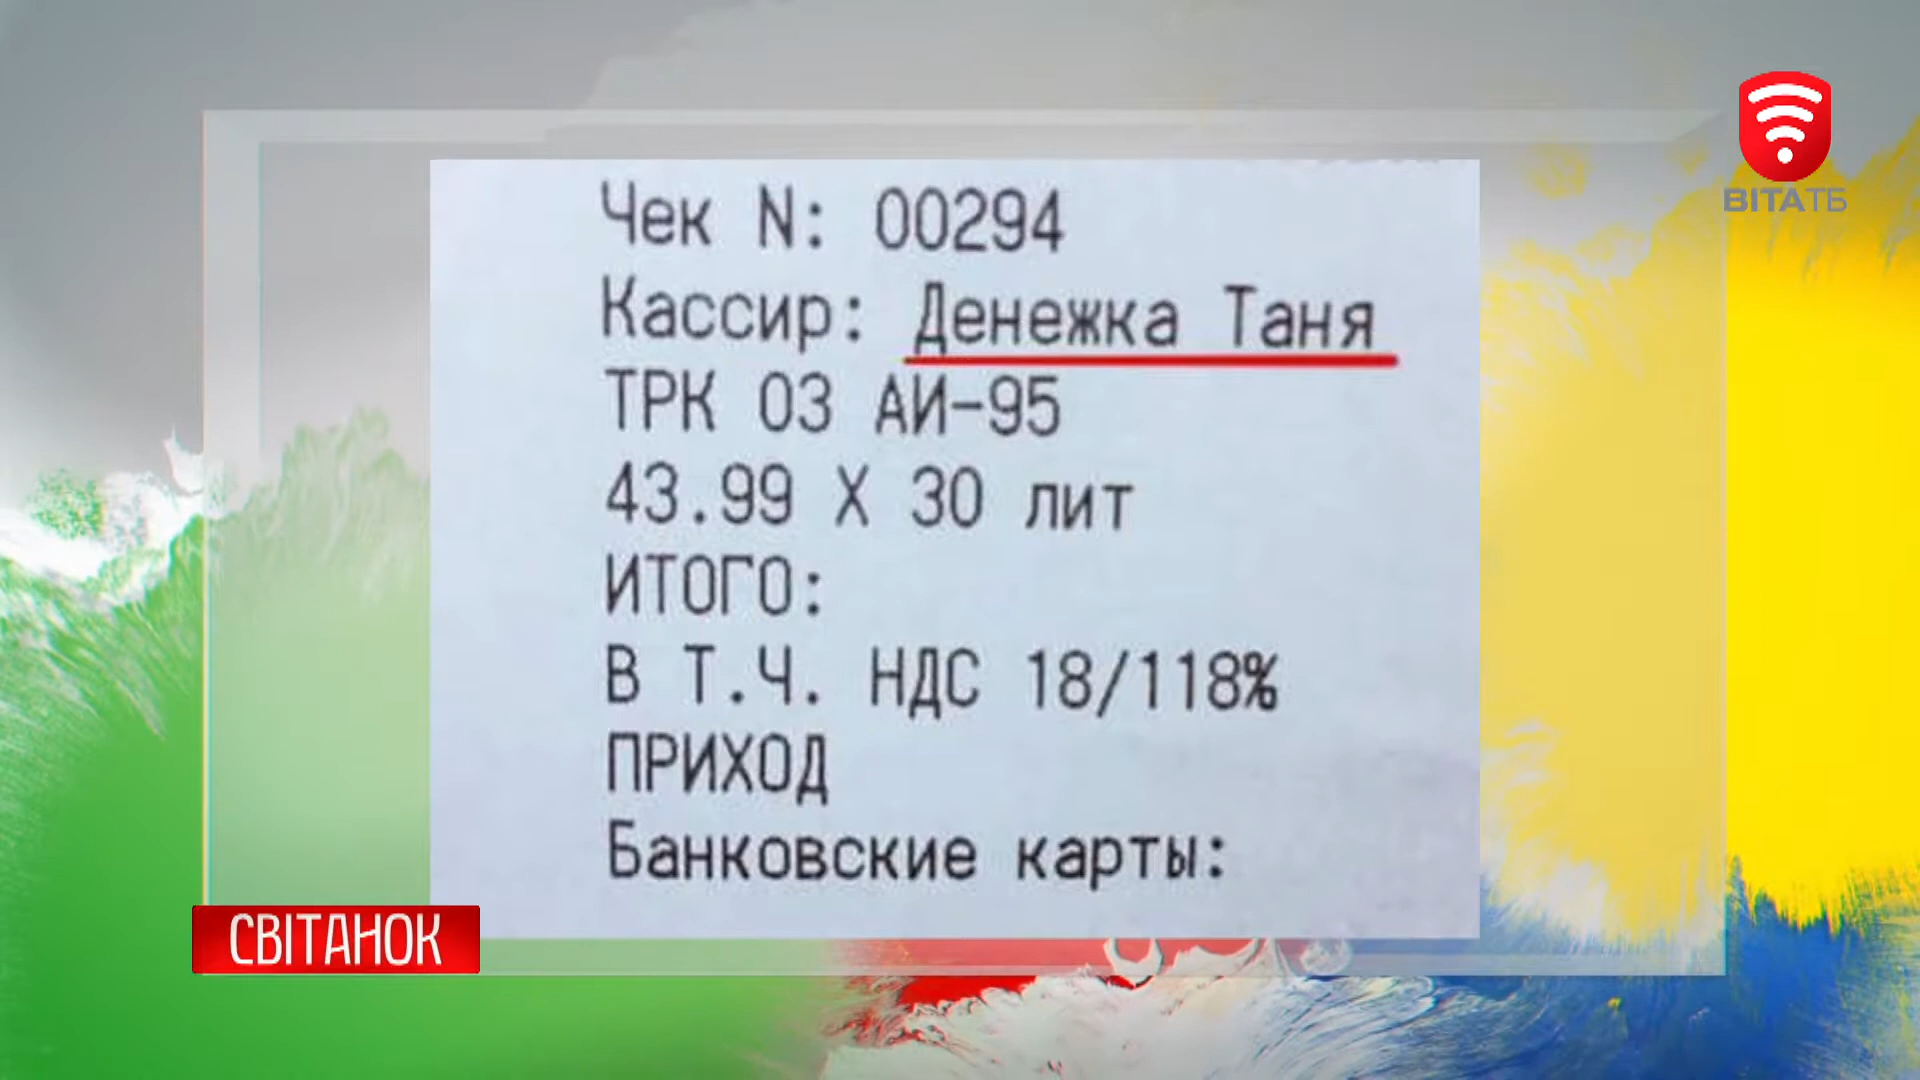 ВІТАТБ
Чек N: 00294
Кассир: Денежка Таня
ТРК 03 АИ-95
43.99 X 30 лит
ИТОГО:
В Т.Ч. НДС 18/118%
ПРИХОД
Банковские карты:
СВІТАНОК